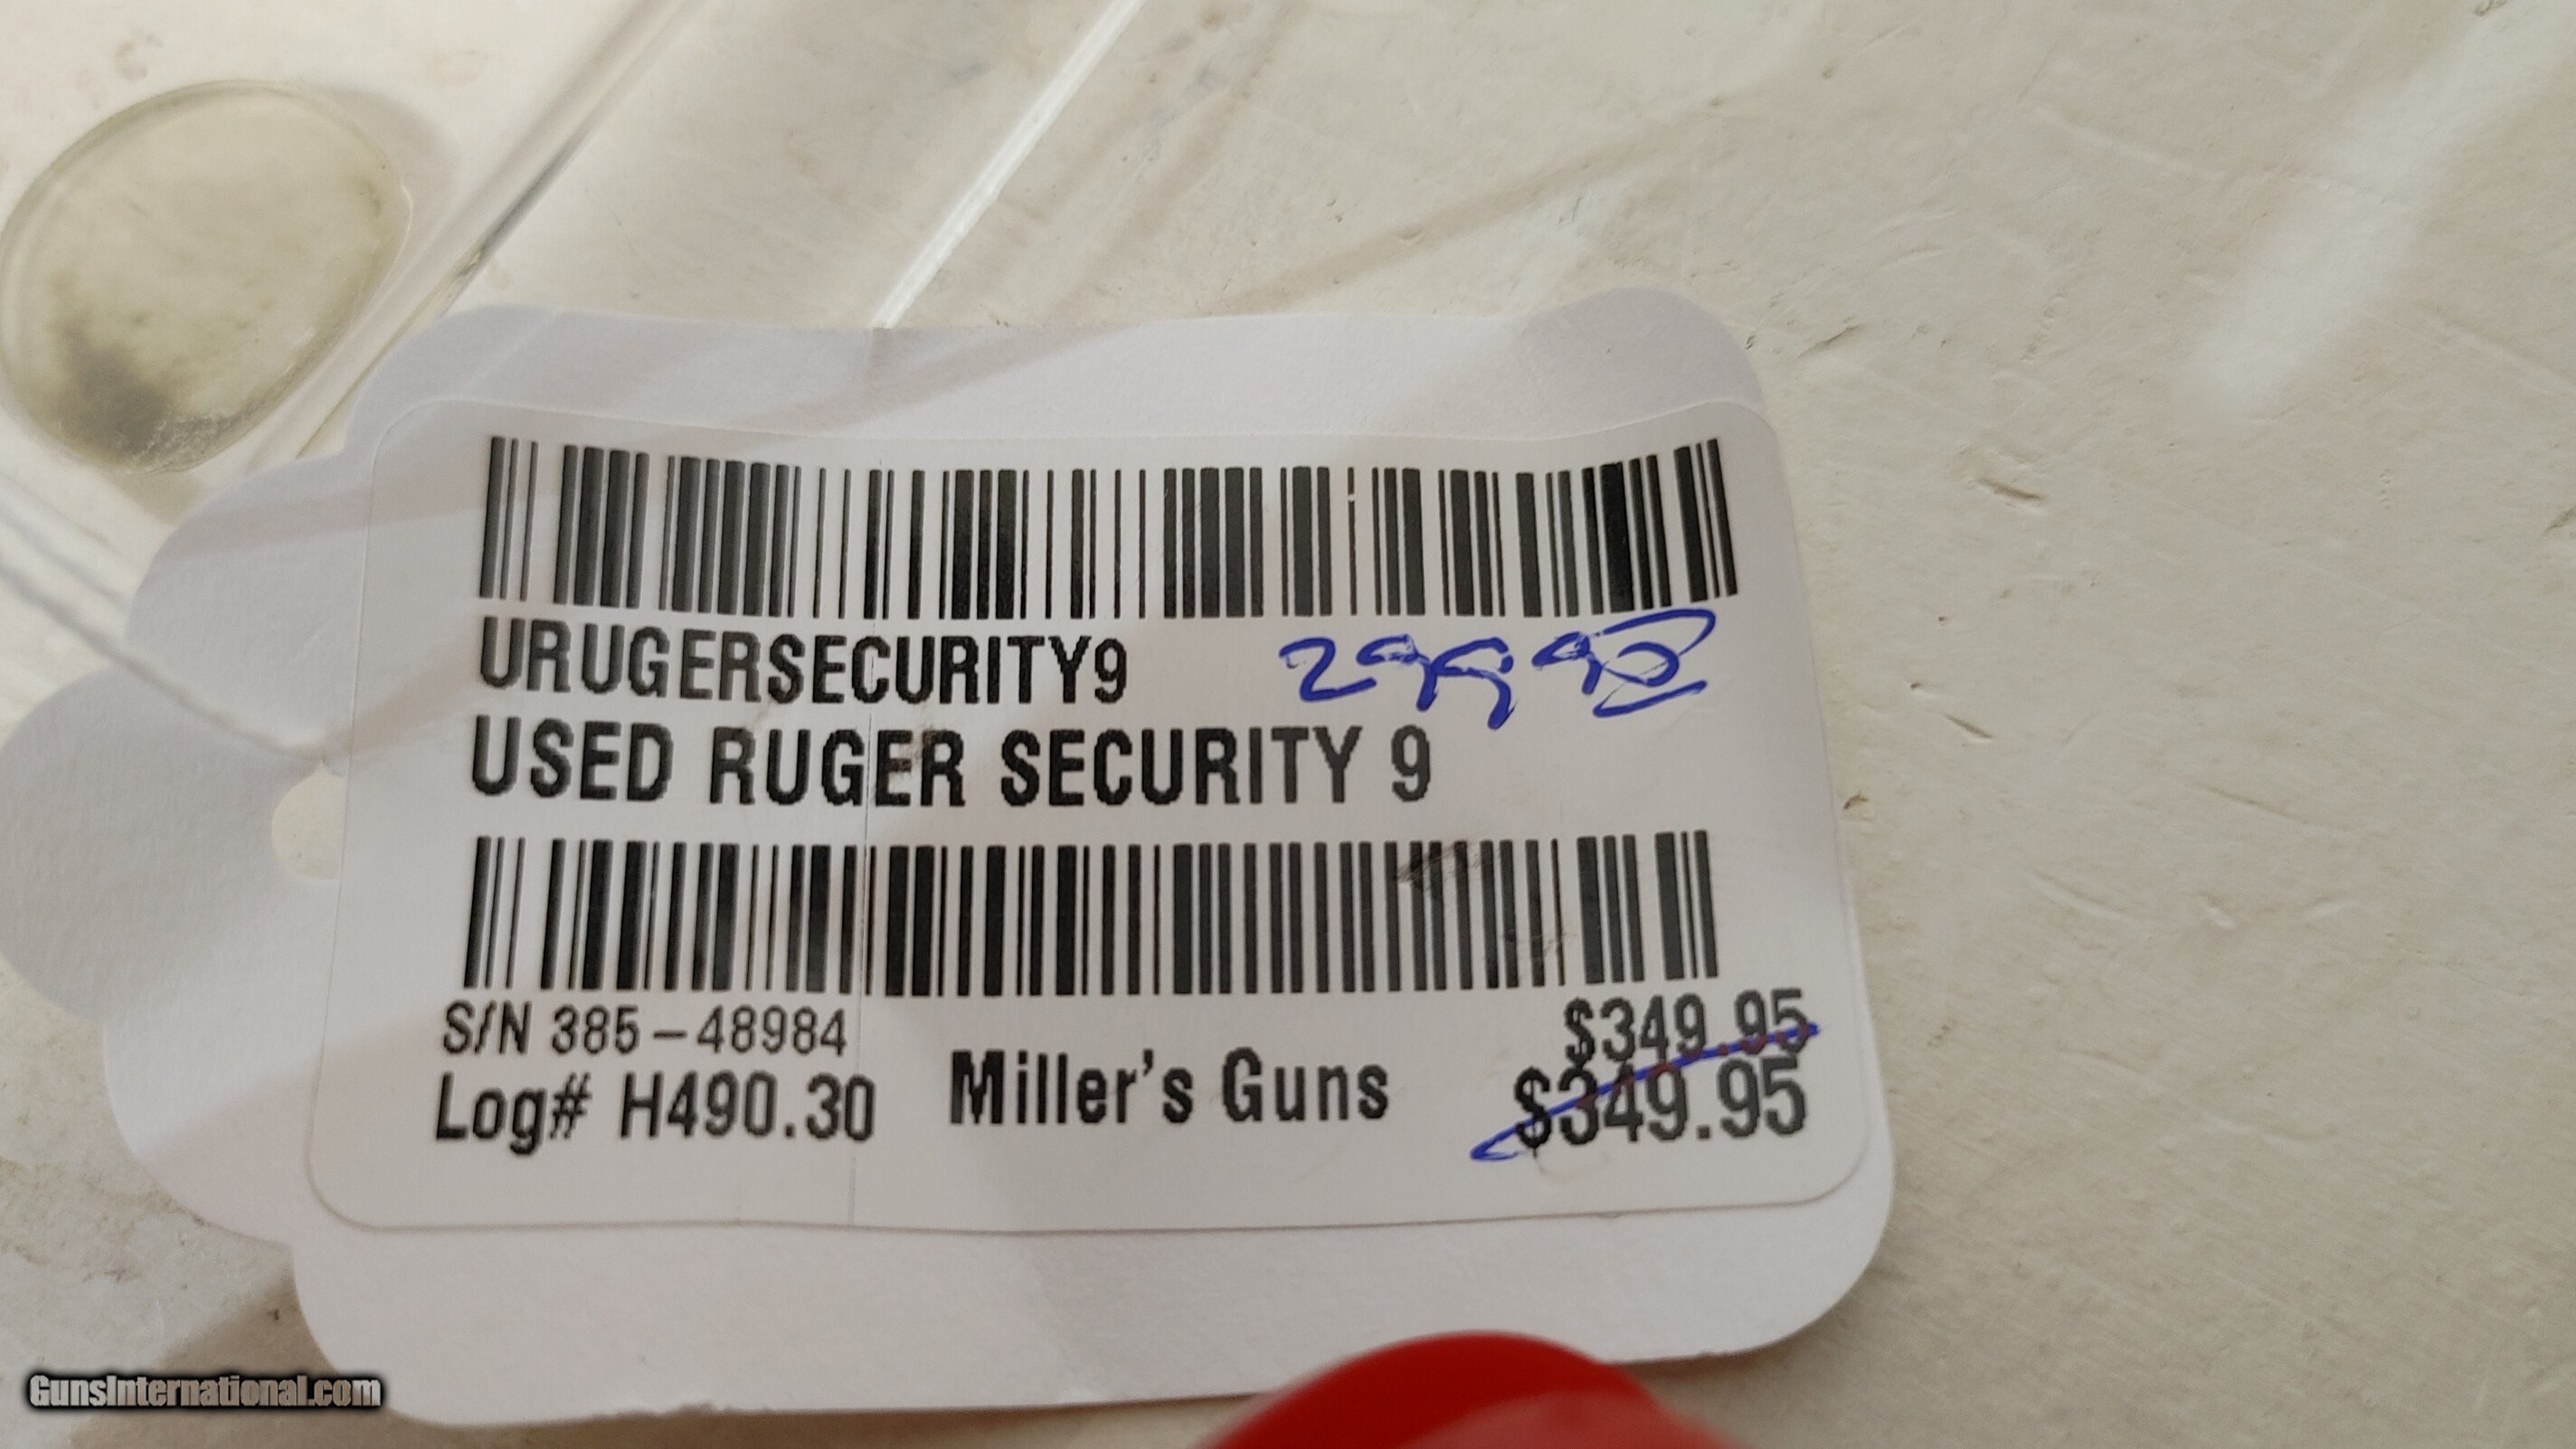 URUGERSECURITY9 299.95
USED RUGER SECURITY 9
S/N 385-48984
Log# H490.30
Miller's Guns
$349.95
$349.95
GunsInternational.com